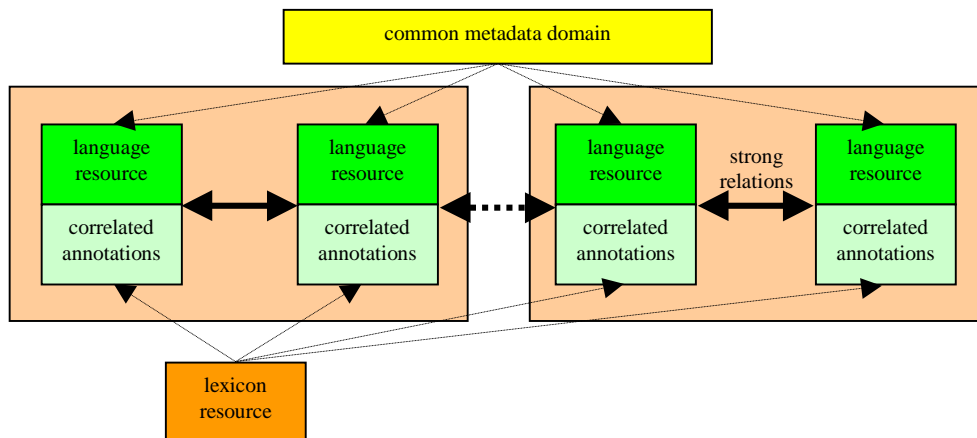 common metadata domain
language
resource
correlated
annotations
language
resource
correlated
annotations
language
resource
correlated
annotations
strong
relations
language
resource
correlated
annotations
lexicon
resource